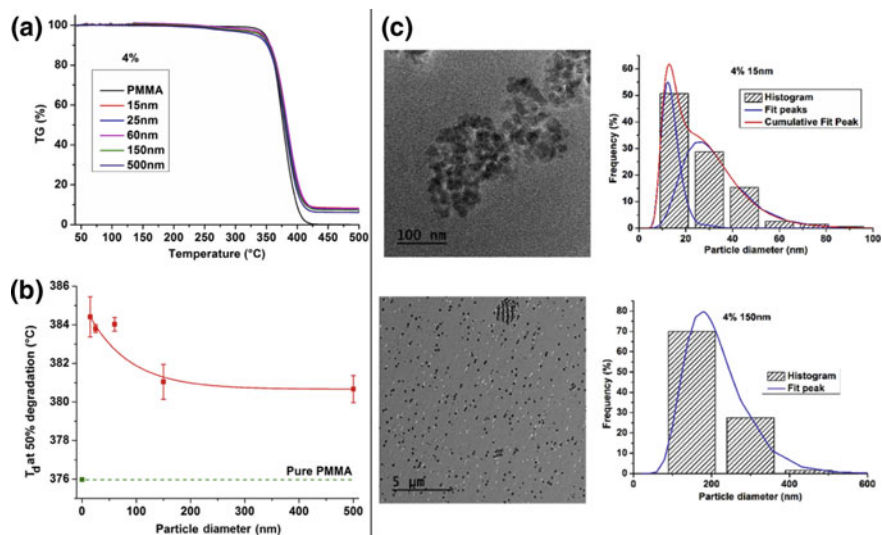 (a)
4%
PMMA
15nm
25nm
60nm
150nm
500nm
TG (%)
100
80
60
40
20
0
50 100 150 200 250 300 350 400 450 500
Temperature (°C)
(b)
T_d at 50% degradation (°C)
386
384
382
380
378
376
374
Pure PMMA
0 100 200 300 400 500
Particle diameter (nm)
(c)
100 nm
4% 15nm
Histogram
Fit peaks
Cumulative Fit Peak
Frequency (%)
60
50
40
30
20
10
0
20 40 60 80 100
Particle diameter (nm)
5 μm
4% 150nm
Histogram
Fit peak
Frequency (%)
80
70
60
50
40
30
20
10
0
0 200 400 600
Particle diameter (nm)